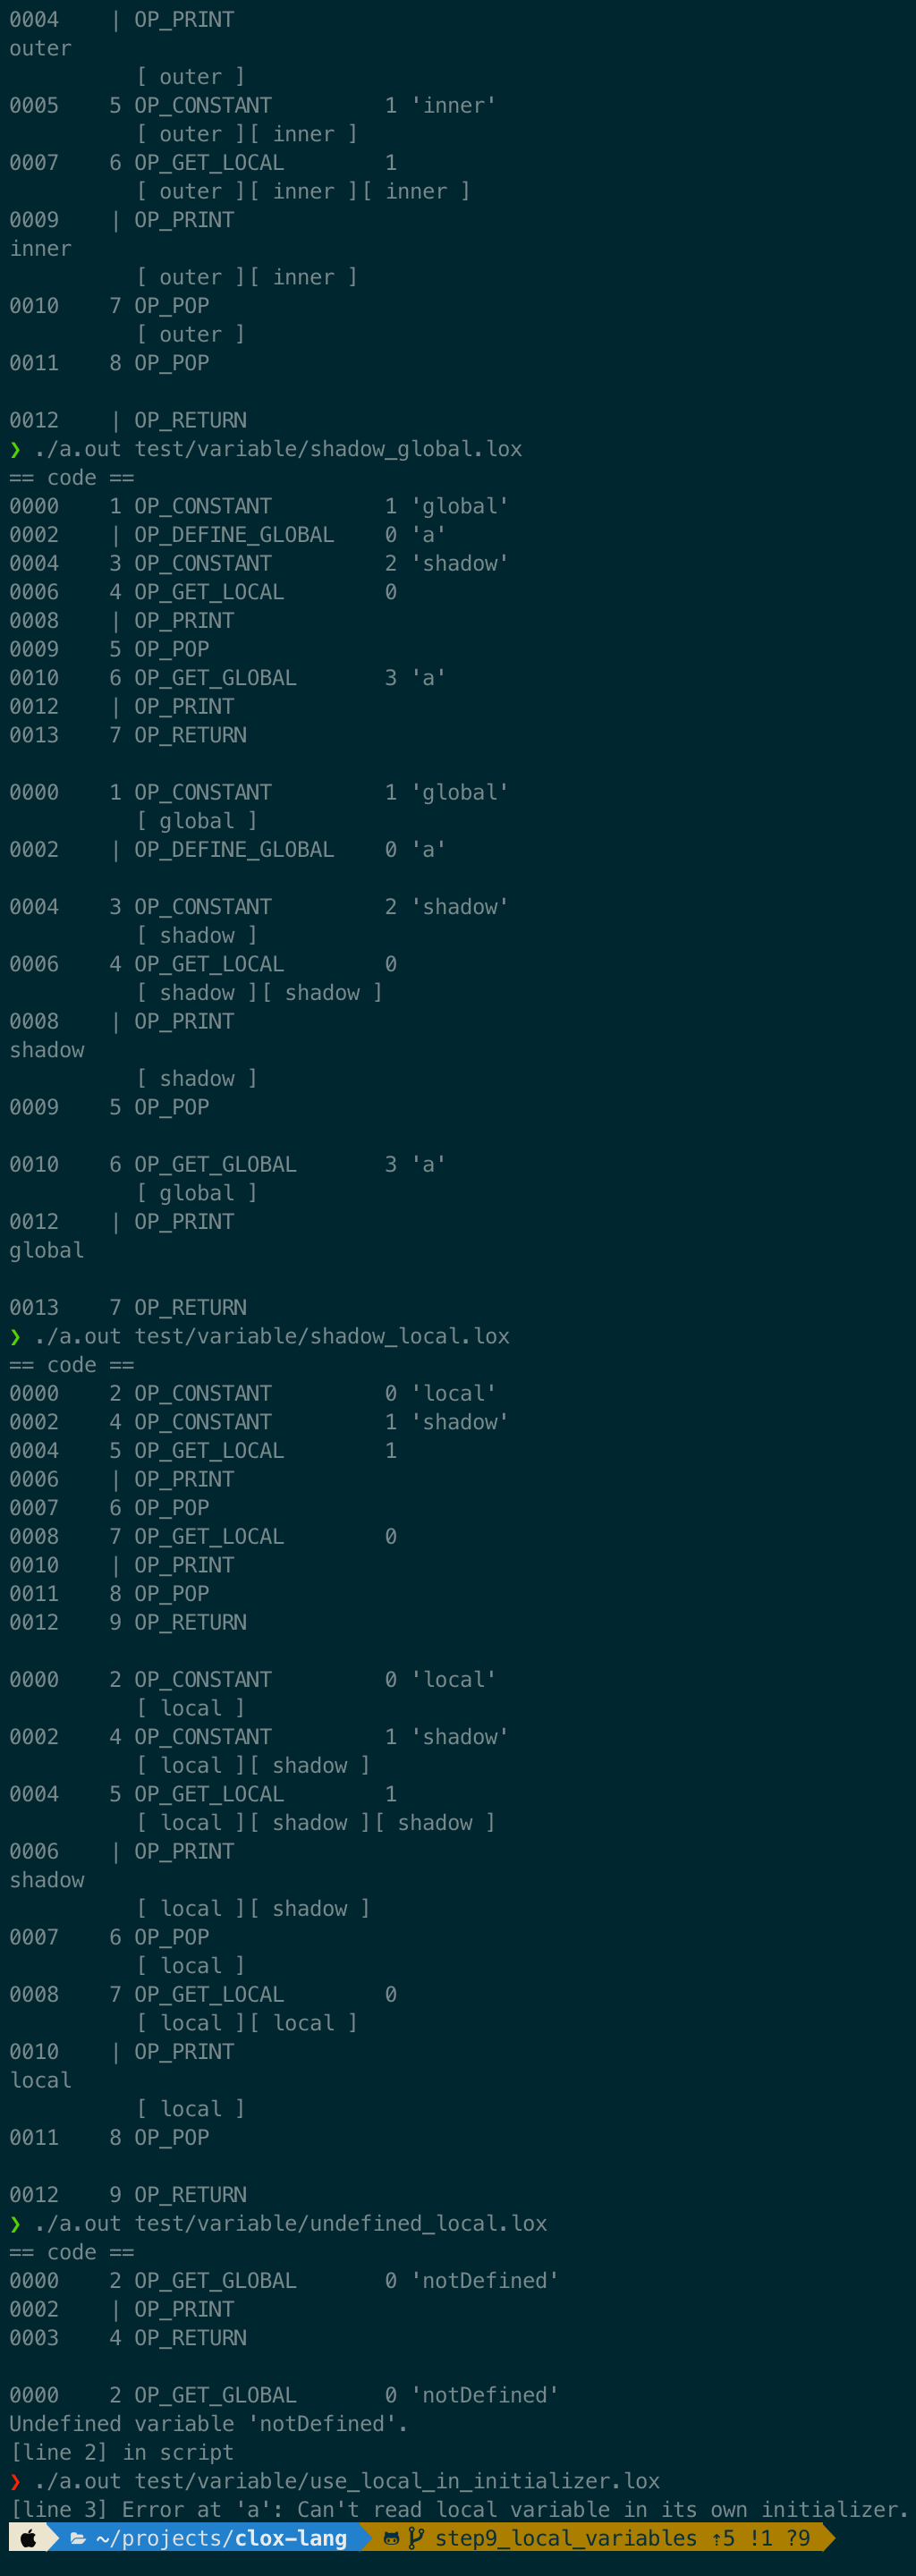 0004    | OP_PRINT
outer
          [ outer ]
0005    5 OP_CONSTANT         1 'inner'
          [ outer ][ inner ]
0007    6 OP_GET_LOCAL        1
          [ outer ][ inner ][ inner ]
0009    | OP_PRINT
inner
          [ outer ][ inner ]
0010    7 OP_POP
          [ outer ]
0011    8 OP_POP

0012    | OP_RETURN
❯ ./a.out test/variable/shadow_global.lox
== code ==
0000    1 OP_CONSTANT         1 'global'
0002    | OP_DEFINE_GLOBAL    0 'a'
0004    3 OP_CONSTANT         2 'shadow'
0006    4 OP_GET_LOCAL        0
0008    | OP_PRINT
0009    5 OP_POP
0010    6 OP_GET_GLOBAL       3 'a'
0012    | OP_PRINT
0013    7 OP_RETURN

0000    1 OP_CONSTANT         1 'global'
          [ global ]
0002    | OP_DEFINE_GLOBAL    0 'a'

0004    3 OP_CONSTANT         2 'shadow'
          [ shadow ]
0006    4 OP_GET_LOCAL        0
          [ shadow ][ shadow ]
0008    | OP_PRINT
shadow
          [ shadow ]
0009    5 OP_POP

0010    6 OP_GET_GLOBAL       3 'a'
          [ global ]
0012    | OP_PRINT
global

0013    7 OP_RETURN
❯ ./a.out test/variable/shadow_local.lox
== code ==
0000    2 OP_CONSTANT         0 'local'
0002    4 OP_CONSTANT         1 'shadow'
0004    5 OP_GET_LOCAL        1
0006    | OP_PRINT
0007    6 OP_POP
0008    7 OP_GET_LOCAL        0
0010    | OP_PRINT
0011    8 OP_POP
0012    9 OP_RETURN

0000    2 OP_CONSTANT         0 'local'
          [ local ]
0002    4 OP_CONSTANT         1 'shadow'
          [ local ][ shadow ]
0004    5 OP_GET_LOCAL        1
          [ local ][ shadow ][ shadow ]
0006    | OP_PRINT
shadow
          [ local ][ shadow ]
0007    6 OP_POP
          [ local ]
0008    7 OP_GET_LOCAL        0
          [ local ][ local ]
0010    | OP_PRINT
local
          [ local ]
0011    8 OP_POP

0012    9 OP_RETURN
❯ ./a.out test/variable/undefined_local.lox
== code ==
0000    2 OP_GET_GLOBAL       0 'notDefined'
0002    | OP_PRINT
0003    4 OP_RETURN

0000    2 OP_GET_GLOBAL       0 'notDefined'
Undefined variable 'notDefined'.
[line 2] in script
❯ ./a.out test/variable/use_local_in_initializer.lox
[line 3] Error at 'a': Can't read local variable in its own initializer.
~/projects/clox-lang step9_local_variables ⇡5 !1 ?9